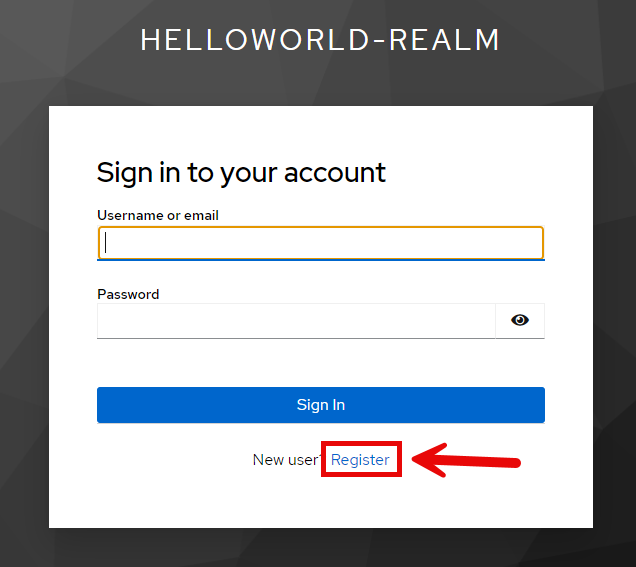 HELLOWORLD-REALM
Sign in to your account
Username or email
Password
Sign In
New user? Register